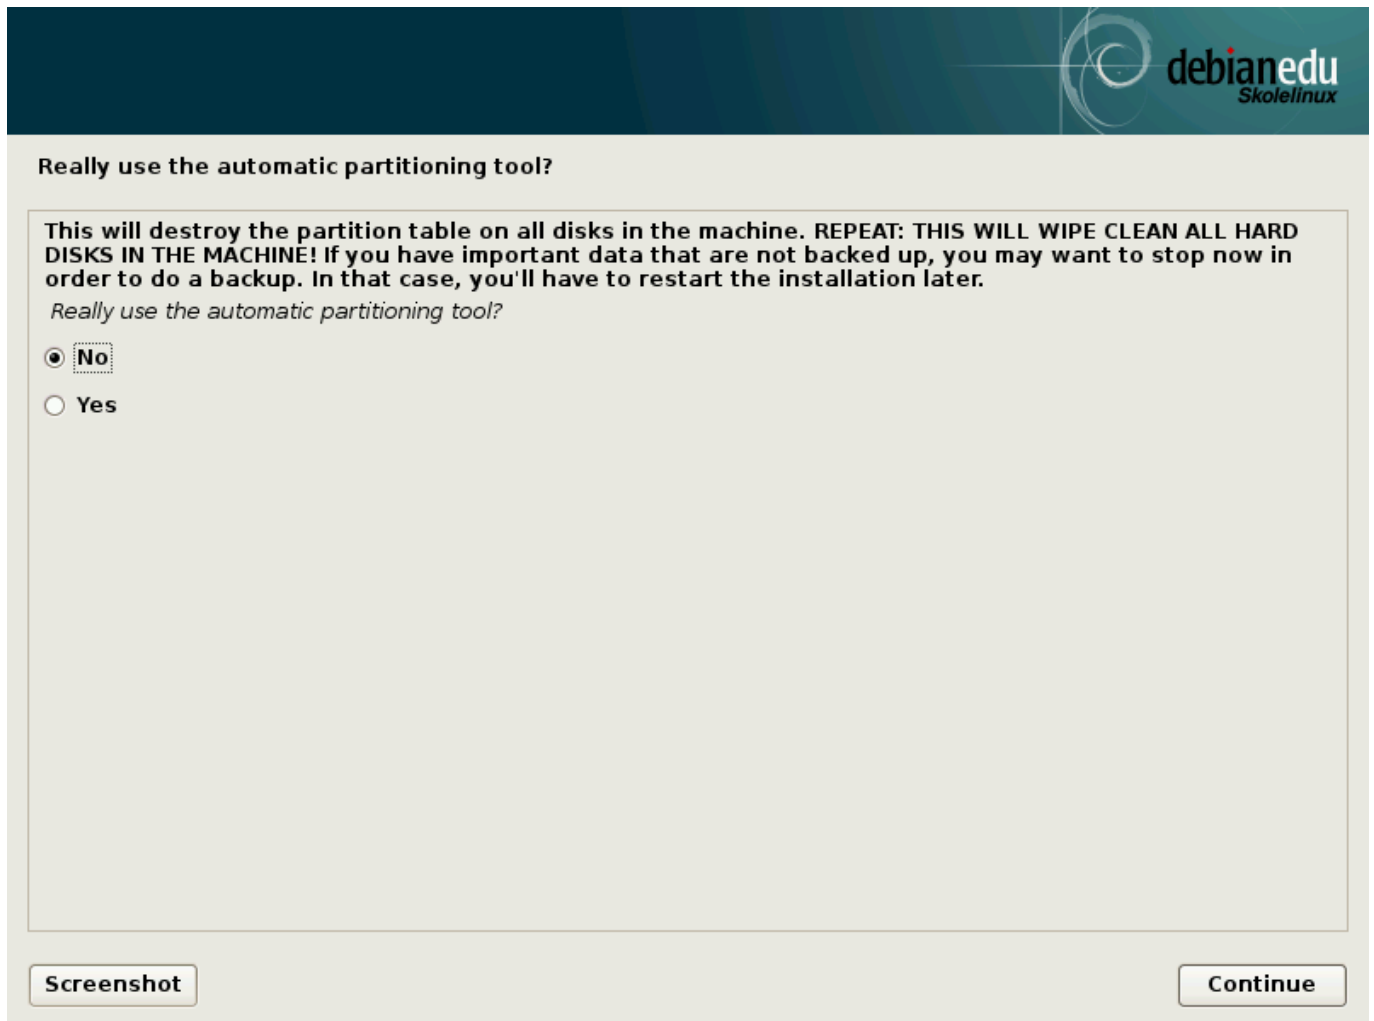 debianedu
Skolelinux
Really use the automatic partitioning tool?
This will destroy the partition table on all disks in the machine. REPEAT: THIS WILL WIPE CLEAN ALL HARD
DISKS IN THE MACHINE! If you have important data that are not backed up, you may want to stop now in
order to do a backup. In that case, you'll have to restart the installation later.
Really use the automatic partitioning tool?
No
Yes
Screenshot
Continue